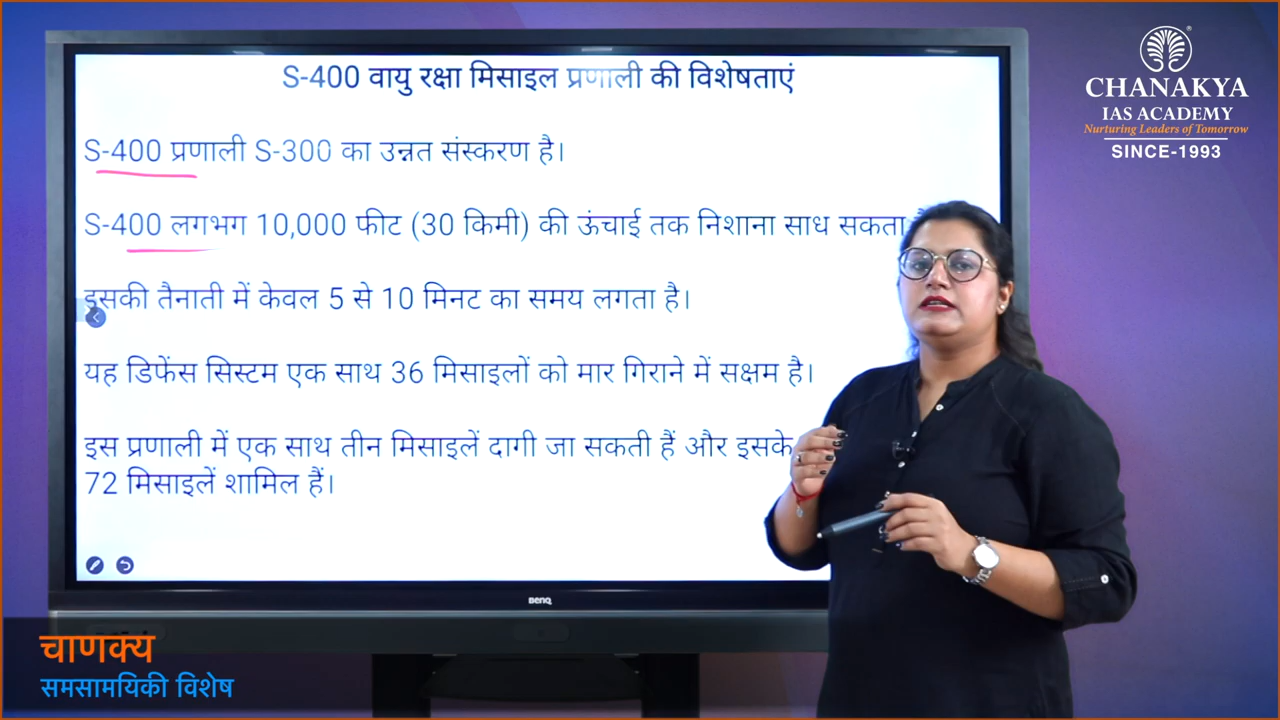 S-400 वायु रक्षा मिसाइल प्रणाली की विशेषताएं
S-400 प्रणाली S-300 का उन्नत संस्करण है।
S-400 लगभग 10,000 फीट (30 किमी) की ऊंचाई तक निशाना साध सकता
इसकी तैनाती में केवल 5 से 10 मिनट का समय लगता है।
यह डिफेंस सिस्टम एक साथ 36 मिसाइलों को मार गिराने में सक्षम है।
इस प्रणाली में एक साथ तीन मिसाइलें दागी जा सकती हैं और इसके
72 मिसाइलें शामिल हैं।
BenQ
CHANAKYA
IAS ACADEMY
Nurturing Leaders of Tomorrow
SINCE-1993
चाणक्य
समसामयिकी विशेष